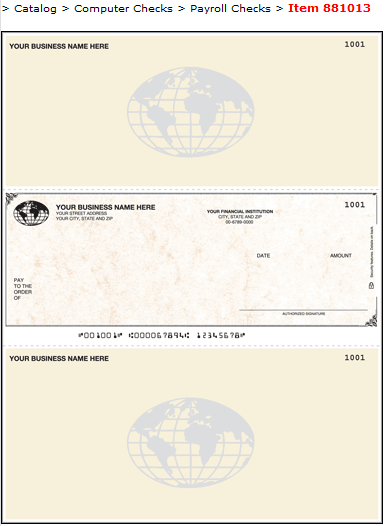 > Catalog > Computer Checks > Payroll Checks > Item 881013
YOUR BUSINESS NAME HERE 1001
YOUR BUSINESS NAME HERE YOUR FINANCIAL INSTITUTION 1001
YOUR STREET ADDRESS CITY, STATE AND ZIP
YOUR CITY, STATE AND ZIP 00-6789-0000
Security features. Details on back.
DATE AMOUNT
PAY
TO THE
ORDER
OF
AUTHORIZED SIGNATURE
⑈001001⑈ ⑆000067894⑆ 12345678⑈
YOUR BUSINESS NAME HERE 1001